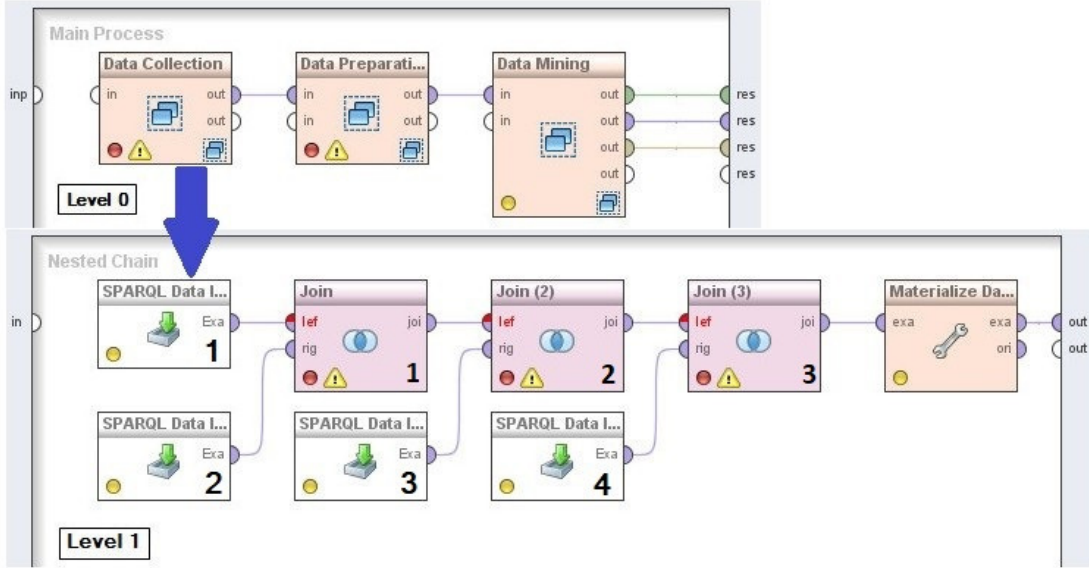 Main Process
Data Collection
Data Preparati...
Data Mining
inp
in
out
in
out
in
out
res
out
in
out
in
out
res
out
res
out
res
Level 0
Nested Chain
SPARQL Data I...
Join
Join (2)
Join (3)
Materialize Da...
in
Exa
lef
joi
lef
joi
lef
joi
exa
exa
out
1
rig
rig
rig
ori
out
1
2
3
SPARQL Data I...
SPARQL Data I...
SPARQL Data I...
Exa
Exa
Exa
2
3
4
Level 1